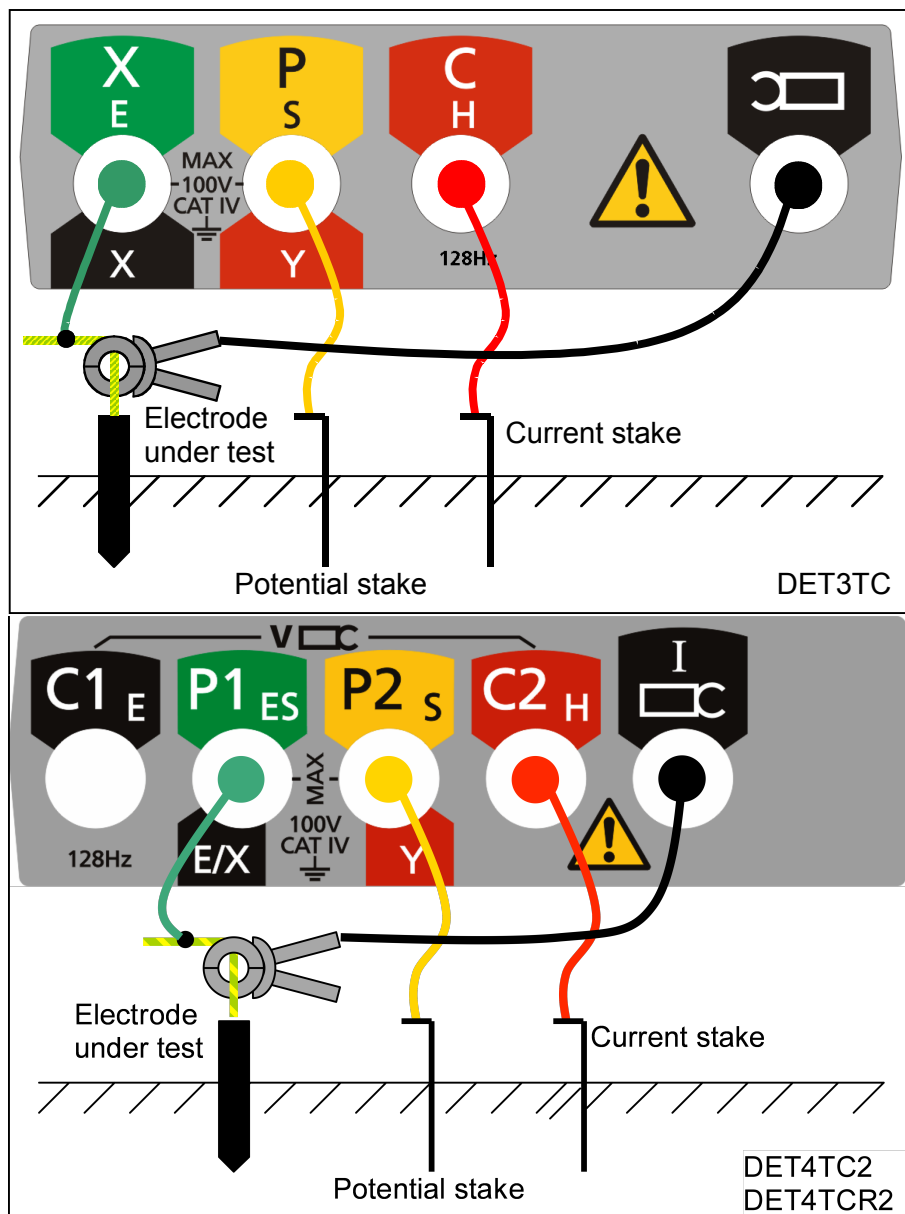 X
E
P
S
C
H
MAX
100V
CAT IV
X
Y
128Hz
Electrode
under test
Current stake
Potential stake
DET3TC
V
C1 E
P1 ES
P2 S
C2 H
I
MAX
100V
CAT IV
128Hz
E/X
Y
Electrode
under test
Current stake
Potential stake
DET4TC2
DET4TCR2